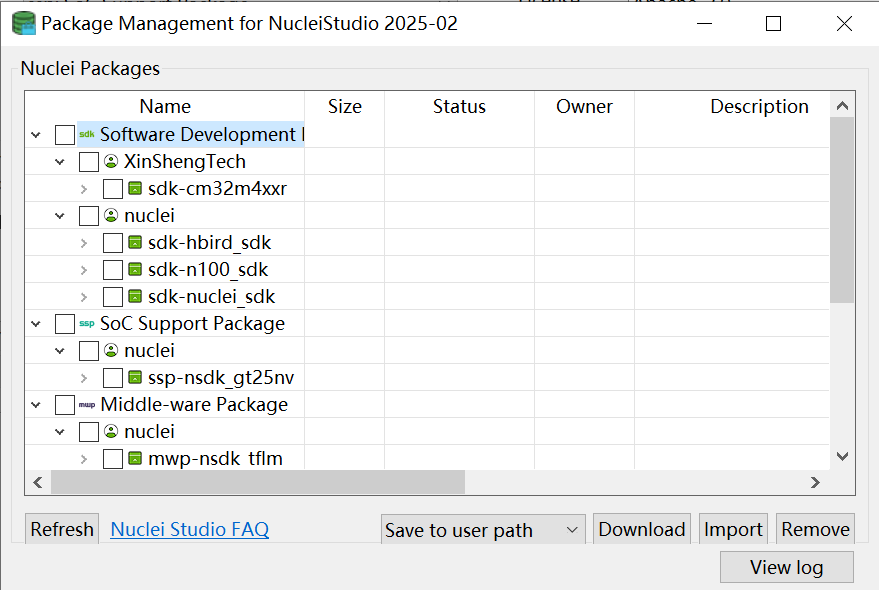 Package Management for NucleiStudio 2025-02
Nuclei Packages
Name Size Status Owner Description
sdk Software Development
XinShengTech
sdk-cm32m4xxr
nuclei
sdk-hbird_sdk
sdk-n100_sdk
sdk-nuclei_sdk
ssp SoC Support Package
nuclei
ssp-nsdk_gt25nv
mwp Middle-ware Package
nuclei
mwp-nsdk_tflm
Refresh Nuclei Studio FAQ Save to user path Download Import Remove
View log